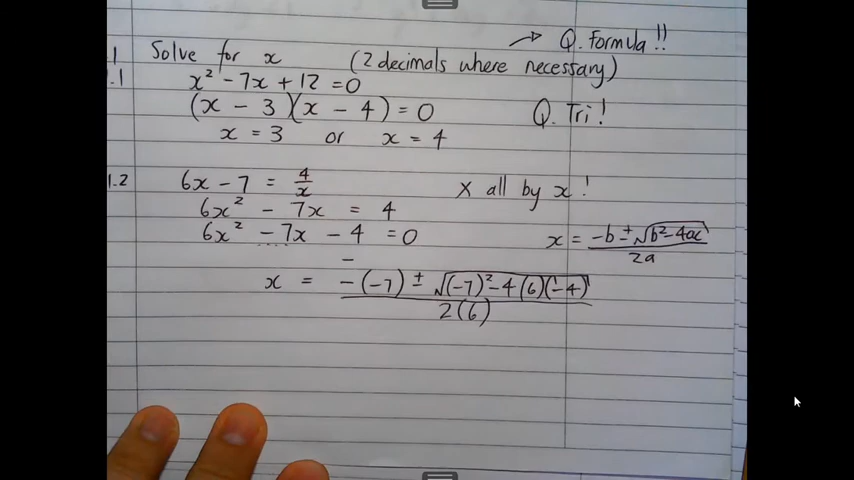 → Q. Formula !!
1 Solve for x (2 decimals where necessary)
1.1 x² - 7x + 12 = 0
(x - 3)(x - 4) = 0 Q. Tri !
x = 3 or x = 4
1.2 6x - 7 = 4/x x all by x !
6x² - 7x = 4
6x² - 7x - 4 = 0 x = (-b ± √(b² - 4ac))/2a
x = (-(-7) ± √((-7)² - 4(6)(-4)))/2(6)